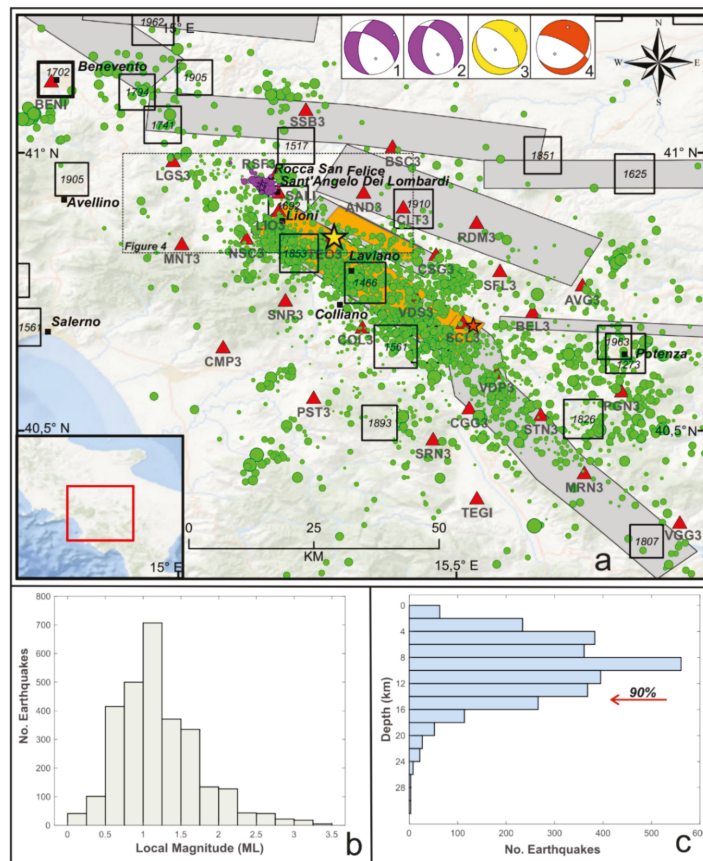 1962
15° E
1
2
3
4
N
W
E
S
1702
Benevento
BENI
1794
1905
1741
SSB3
1517
BSC3
41° N
1851
41° N
1625
1905
Avellino
LGS3
RSF3
Rocca San Felice
Sant'Angelo Dei Lombardi
SALI
AND3
1910
CLT3
Lioni
LIO3
RDM3
Figure 4
MNT3
NSC3
1853
TEO3
Laviano
1466
CSG3
SFL3
AVG3
1561
Salerno
SNR3
Colliano
VDS3
BEL3
COL3
1561
SCL3
1963
1273
Potenza
CMP3
VDP3
PST3
CGG3
STN3
1826
PGN3
40,5° N
1893
SRN3
40,5° N
MRN3
TEGI
VGG3
1807
0
25
50
KM
a
15° E
15,5° E
800
700
600
500
400
300
200
100
0
No. Earthquakes
0
0.5
1
1.5
2
2.5
3
3.5
Local Magnitude (ML)
b
0
4
8
12
16
20
24
28
Depth (km)
90%
0
100
200
300
400
500
600
No. Earthquakes
c